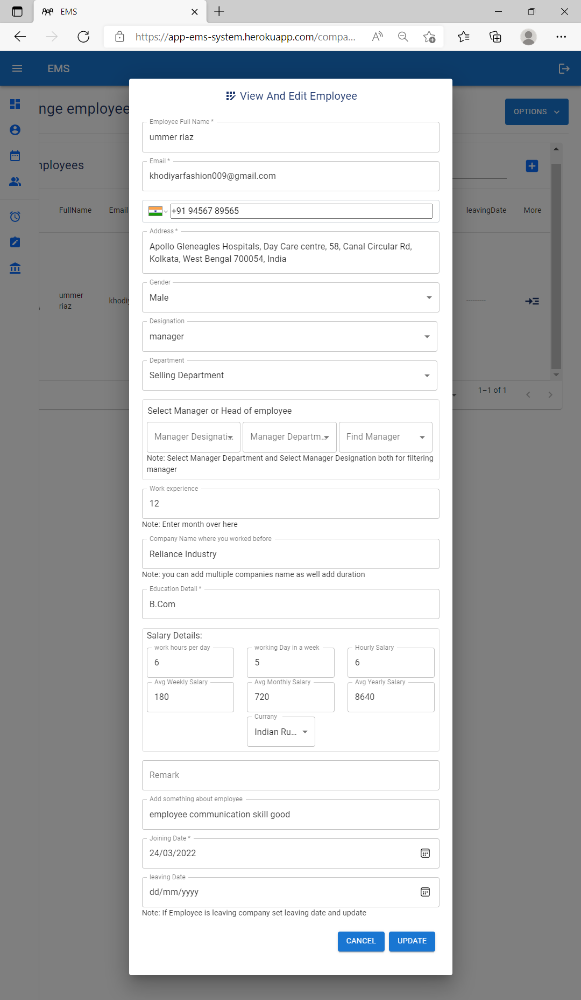 EMS
https://app-ems-system.herokuapp.com/compa...
EMS
View And Edit Employee
nge employee
OPTIONS
Employee Full Name *
ummer riaz
Email *
khodiyarfashion009@gmail.com
nployees
+91 94567 89565
FullName Email leavingDate More
Address *
Apollo Gleneagles Hospitals, Day Care centre, 58, Canal Circular Rd,
Kolkata, West Bengal 700054, India
Gender
Male
ummer
riaz
khodiy
---------
Designation
manager
Department
Selling Department
1–1 of 1
Select Manager or Head of employee
Manager Designati... Manager Departm... Find Manager
Note: Select Manager Department and Select Manager Designation both for filtering
manager
Work experience
12
Note: Enter month over here
Company Name where you worked before
Reliance Industry
Note: you can add multiple companies name as well add duration
Education Detail *
B.Com
Salary Details:
work hours per day working Day in a week Hourly Salary
6 5 6
Avg Weekly Salary Avg Monthly Salary Avg Yearly Salary
180 720 8640
Currany
Indian Ru...
Remark
Add something about employee
employee communication skill good
Joining Date *
24/03/2022
leaving Date
dd/mm/yyyy
Note: If Employee is leaving company set leaving date and update
CANCEL UPDATE